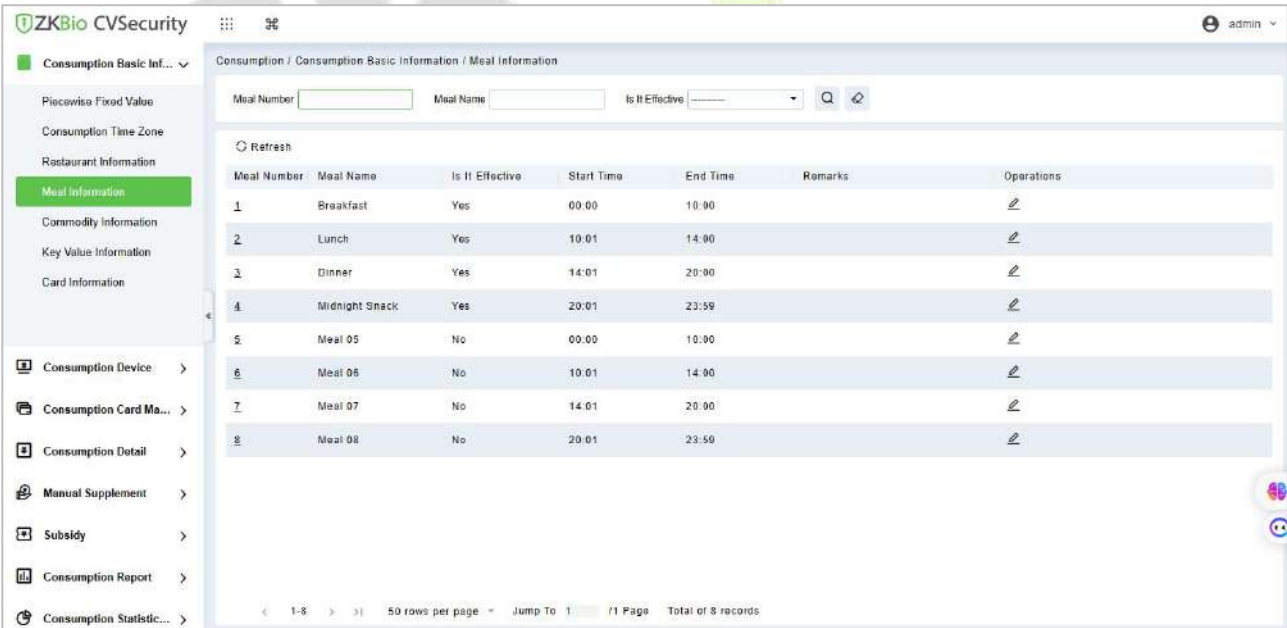 ZKBio CVSecurity
admin
Consumption Basic Inf...
Piecewise Fixed Value
Consumption Time Zone
Restaurant Information
Meal Information
Commodity Information
Key Value Information
Card Information
Consumption Device
Consumption Card Ma...
Consumption Detail
Manual Supplement
Subsidy
Consumption Report
Consumption Statistic...
Consumption / Consumption Basic Information / Meal Information
Meal Number Meal Name Is It Effective ----------
Refresh
Meal Number Meal Name Is It Effective Start Time End Time Remarks Operations
1 Breakfast Yes 00:00 10:00
2 Lunch Yes 10:01 14:00
3 Dinner Yes 14:01 20:00
4 Midnight Snack Yes 20:01 23:59
5 Meal 05 No 00:00 10:00
6 Meal 06 No 10:01 14:00
7 Meal 07 No 14:01 20:00
8 Meal 08 No 20:01 23:59
1-8 50 rows per page Jump To 1 /1 Page Total of 8 records